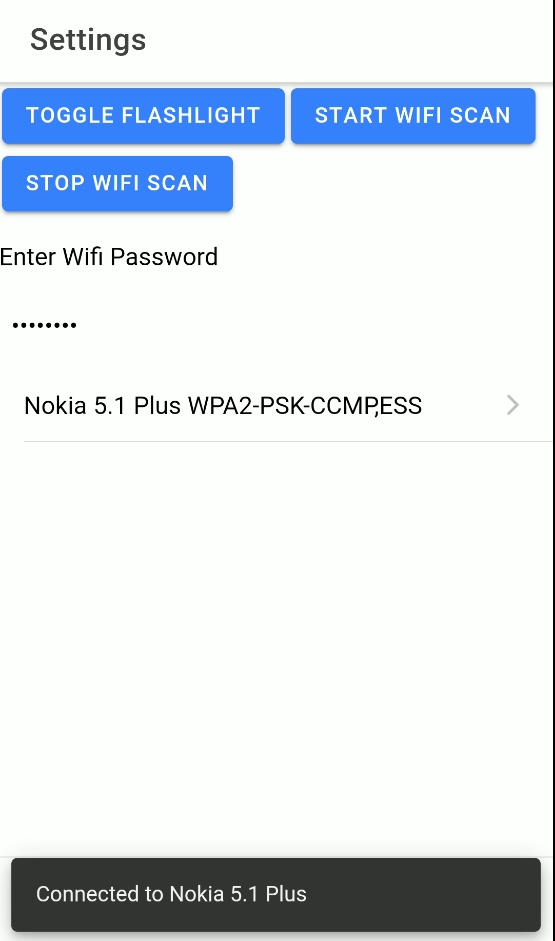 Settings
TOGGLE FLASHLIGHT START WIFI SCAN
STOP WIFI SCAN
Enter Wifi Password
••••••••
Nokia 5.1 Plus WPA2-PSK-CCMP,ESS
Connected to Nokia 5.1 Plus